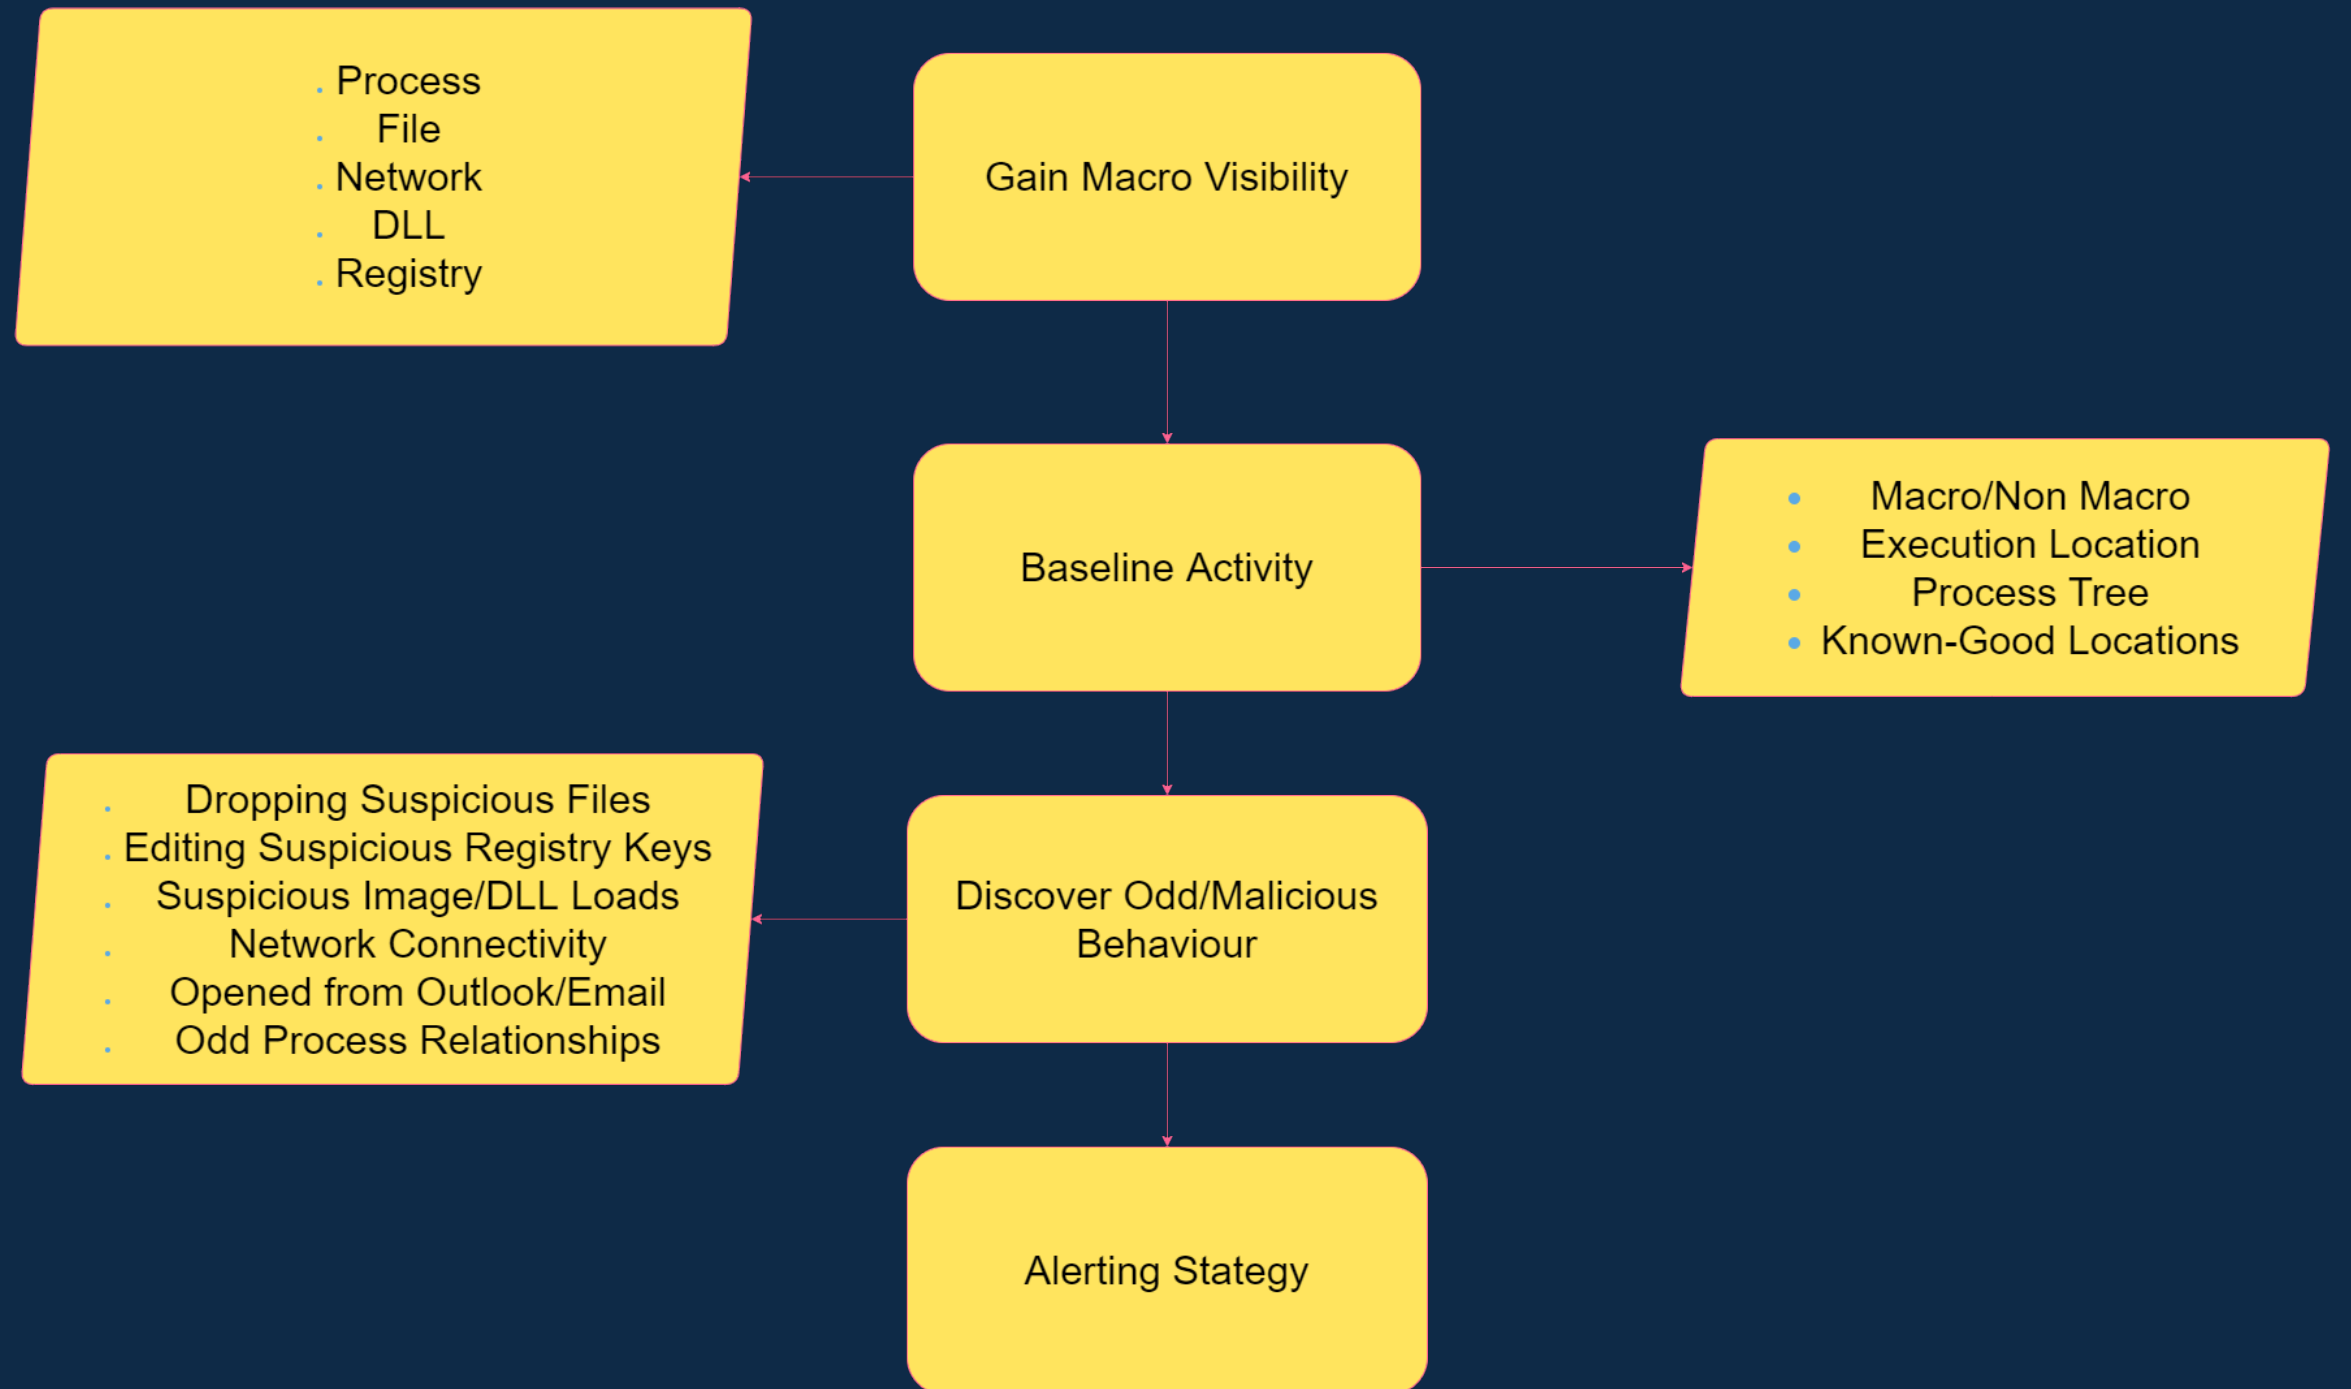 Process
File
Network
DLL
Registry
Gain Macro Visibility
Baseline Activity
Macro/Non Macro
Execution Location
Process Tree
Known-Good Locations
Dropping Suspicious Files
Editing Suspicious Registry Keys
Suspicious Image/DLL Loads
Network Connectivity
Opened from Outlook/Email
Odd Process Relationships
Discover Odd/Malicious
Behaviour
Alerting Stategy